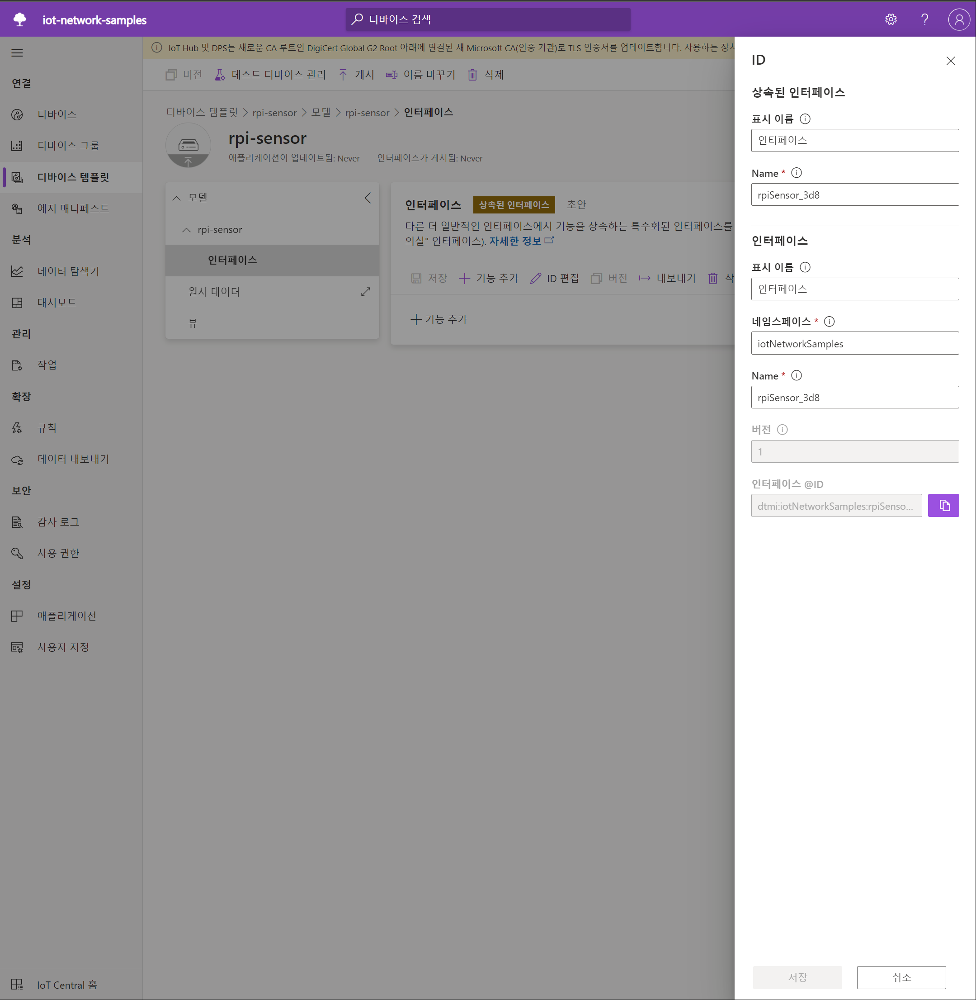 iot-network-samples
디바이스 검색
연결
디바이스
디바이스 그룹
디바이스 템플릿
에지 매니페스트
분석
데이터 탐색기
대시보드
관리
작업
확장
규칙
데이터 내보내기
보안
감사 로그
사용 권한
설정
애플리케이션
사용자 지정
IoT Central 홈
IoT Hub 및 DPS는 새로운 CA 루트인 DigiCert Global G2 Root 아래에 연결된 새 Microsoft CA(인증 기관)로 TLS 인증서를 업데이트합니다. 사용하는 장치
버전 테스트 디바이스 관리 게시 이름 바꾸기 삭제
디바이스 템플릿 > rpi-sensor > 모델 > rpi-sensor > 인터페이스
rpi-sensor
애플리케이션이 업데이트됨: Never 인터페이스가 게시됨: Never
모델
rpi-sensor
인터페이스
원시 데이터
뷰
인터페이스 상속된 인터페이스 초안
다른 더 일반적인 인터페이스에서 기능을 상속하는 특수화된 인터페이스를
의실" 인터페이스). 자세한 정보
저장 기능 추가 ID 편집 버전 내보내기 삭
기능 추가
ID
상속된 인터페이스
표시 이름
인터페이스
Name *
rpiSensor_3d8
인터페이스
표시 이름
인터페이스
네임스페이스 *
iotNetworkSamples
Name *
rpiSensor_3d8
버전
1
인터페이스 @ID
dtmi:iotNetworkSamples:rpiSenso...
저장 취소